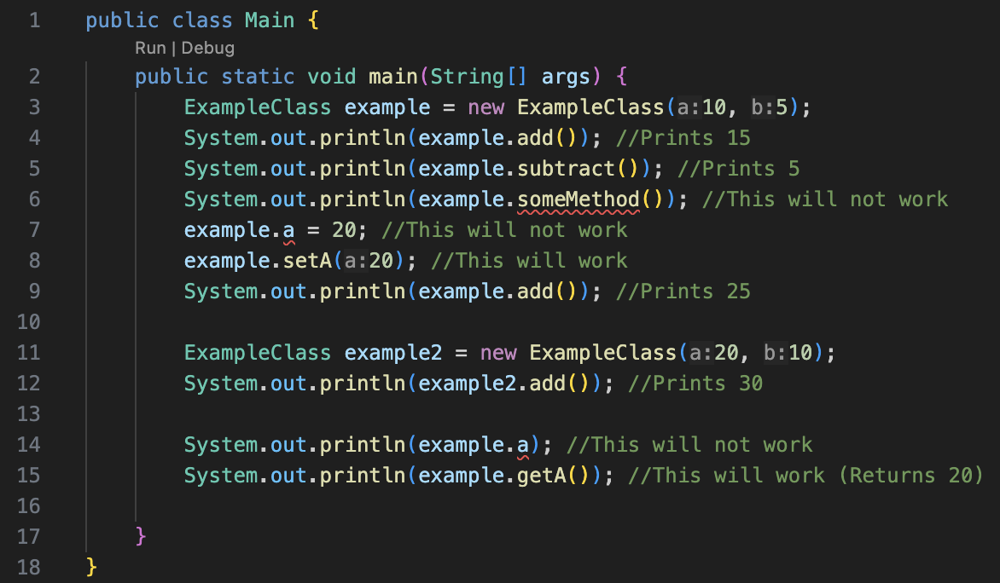 1 public class Main {
Run | Debug
2 public static void main(String[] args) {
3 ExampleClass example = new ExampleClass(a:10, b:5);
4 System.out.println(example.add()); //Prints 15
5 System.out.println(example.subtract()); //Prints 5
6 System.out.println(example.someMethod()); //This will not work
7 example.a = 20; //This will not work
8 example.setA(a:20); //This will work
9 System.out.println(example.add()); //Prints 25
10
11 ExampleClass example2 = new ExampleClass(a:20, b:10);
12 System.out.println(example2.add()); //Prints 30
13
14 System.out.println(example.a); //This will not work
15 System.out.println(example.getA()); //This will work (Returns 20)
16
17 }
18 }